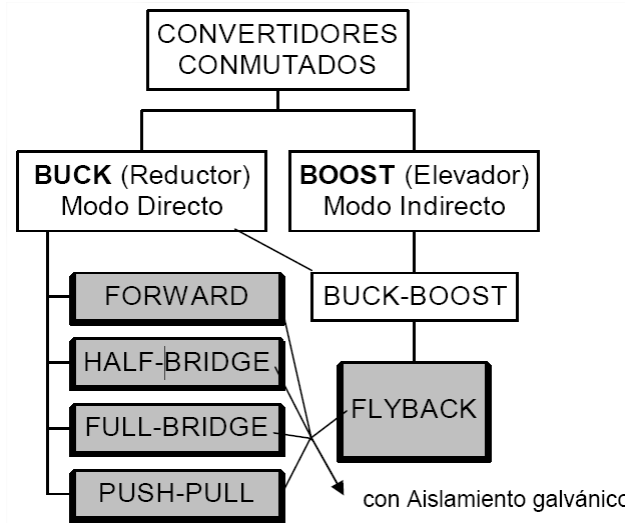 CONVERTIDORES
CONMUTADOS
BUCK (Reductor)
Modo Directo
BOOST (Elevador)
Modo Indirecto
FORWARD
BUCK-BOOST
HALF-BRIDGE
FLYBACK
FULL-BRIDGE
PUSH-PULL
con Aislamiento galvánico